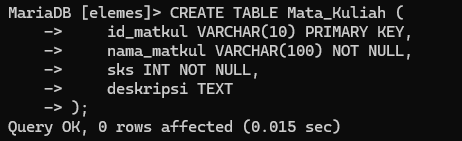 MariaDB [elemes]> CREATE TABLE Mata_Kuliah (
    ->     id_matkul VARCHAR(10) PRIMARY KEY,
    ->     nama_matkul VARCHAR(100) NOT NULL,
    ->     sks INT NOT NULL,
    ->     deskripsi TEXT
    -> );
Query OK, 0 rows affected (0.015 sec)